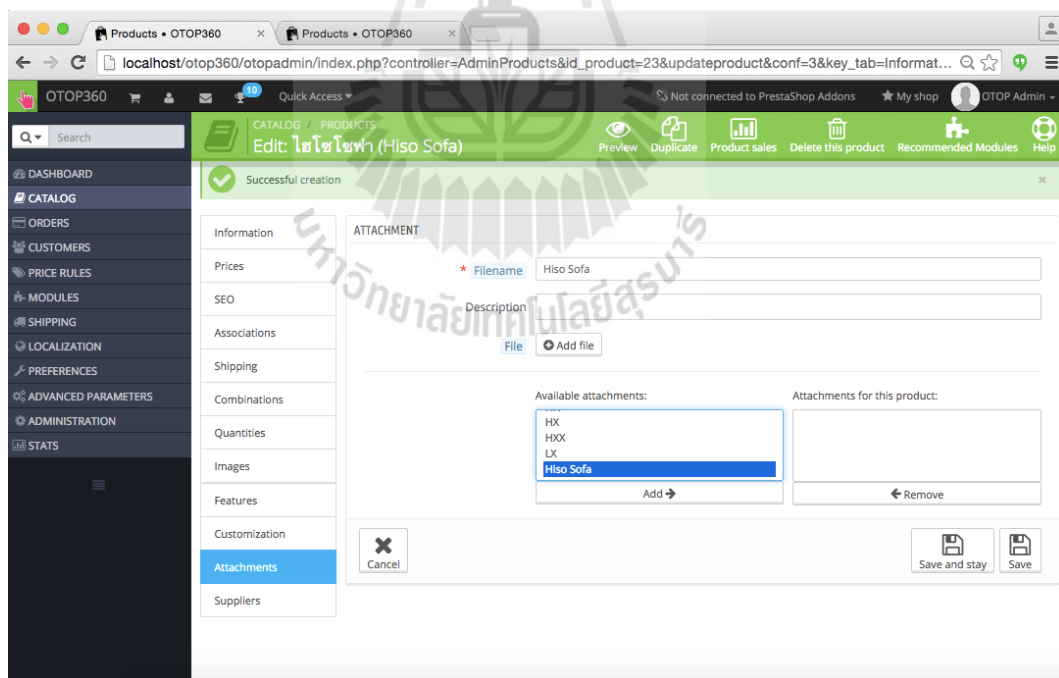 Products • OTOP360 × Products • OTOP360 ×
localhost/otop360/otopadmin/index.php?controller=AdminProducts&id_product=23&updateproduct&conf=3&key_tab=Informat...
OTOP360 10 Quick Access Not connected to PrestaShop Addons My shop OTOP Admin
Search
CATALOG / PRODUCTS
Edit: ไฮโซโซฟา (Hiso Sofa)
Preview Duplicate Product sales Delete this product Recommended Modules Help
Successful creation ×
DASHBOARD
CATALOG
ORDERS
CUSTOMERS
PRICE RULES
MODULES
SHIPPING
LOCALIZATION
PREFERENCES
ADVANCED PARAMETERS
ADMINISTRATION
STATS
Information
Prices
SEO
Associations
Shipping
Combinations
Quantities
Images
Features
Customization
Attachments
Suppliers
ATTACHMENT
* Filename Hiso Sofa
Description
File Add file
Available attachments: Attachments for this product:
HX
HXX
LX
Hiso Sofa
Add Remove
Cancel Save and stay Save
มหาวิทยาลัยเทคโนโลยีสุรนารี